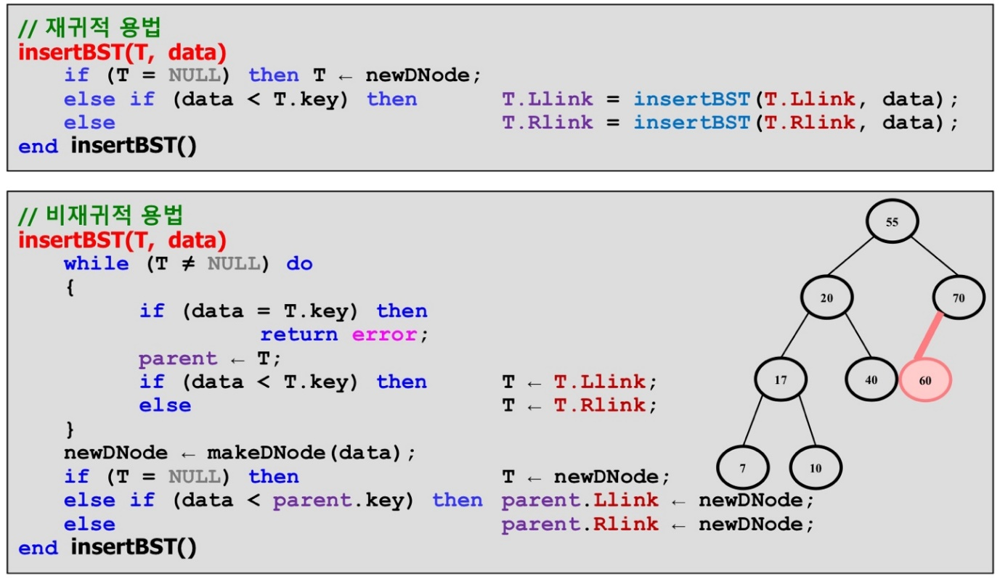 // 재귀적 용법
insertBST(T, data)
if (T = NULL) then T ← newDNode;
else if (data < T.key) then T.Llink = insertBST(T.Llink, data);
else T.Rlink = insertBST(T.Rlink, data);
end insertBST()
// 비재귀적 용법
insertBST(T, data)
while (T ≠ NULL) do
{
if (data = T.key) then
return error;
parent ← T;
if (data < T.key) then T ← T.Llink;
else T ← T.Rlink;
}
newDNode ← makeDNode(data);
if (T = NULL) then T ← newDNode;
else if (data < parent.key) then parent.Llink ← newDNode;
else parent.Rlink ← newDNode;
end insertBST()
55
20 70
17 40 60
7 10